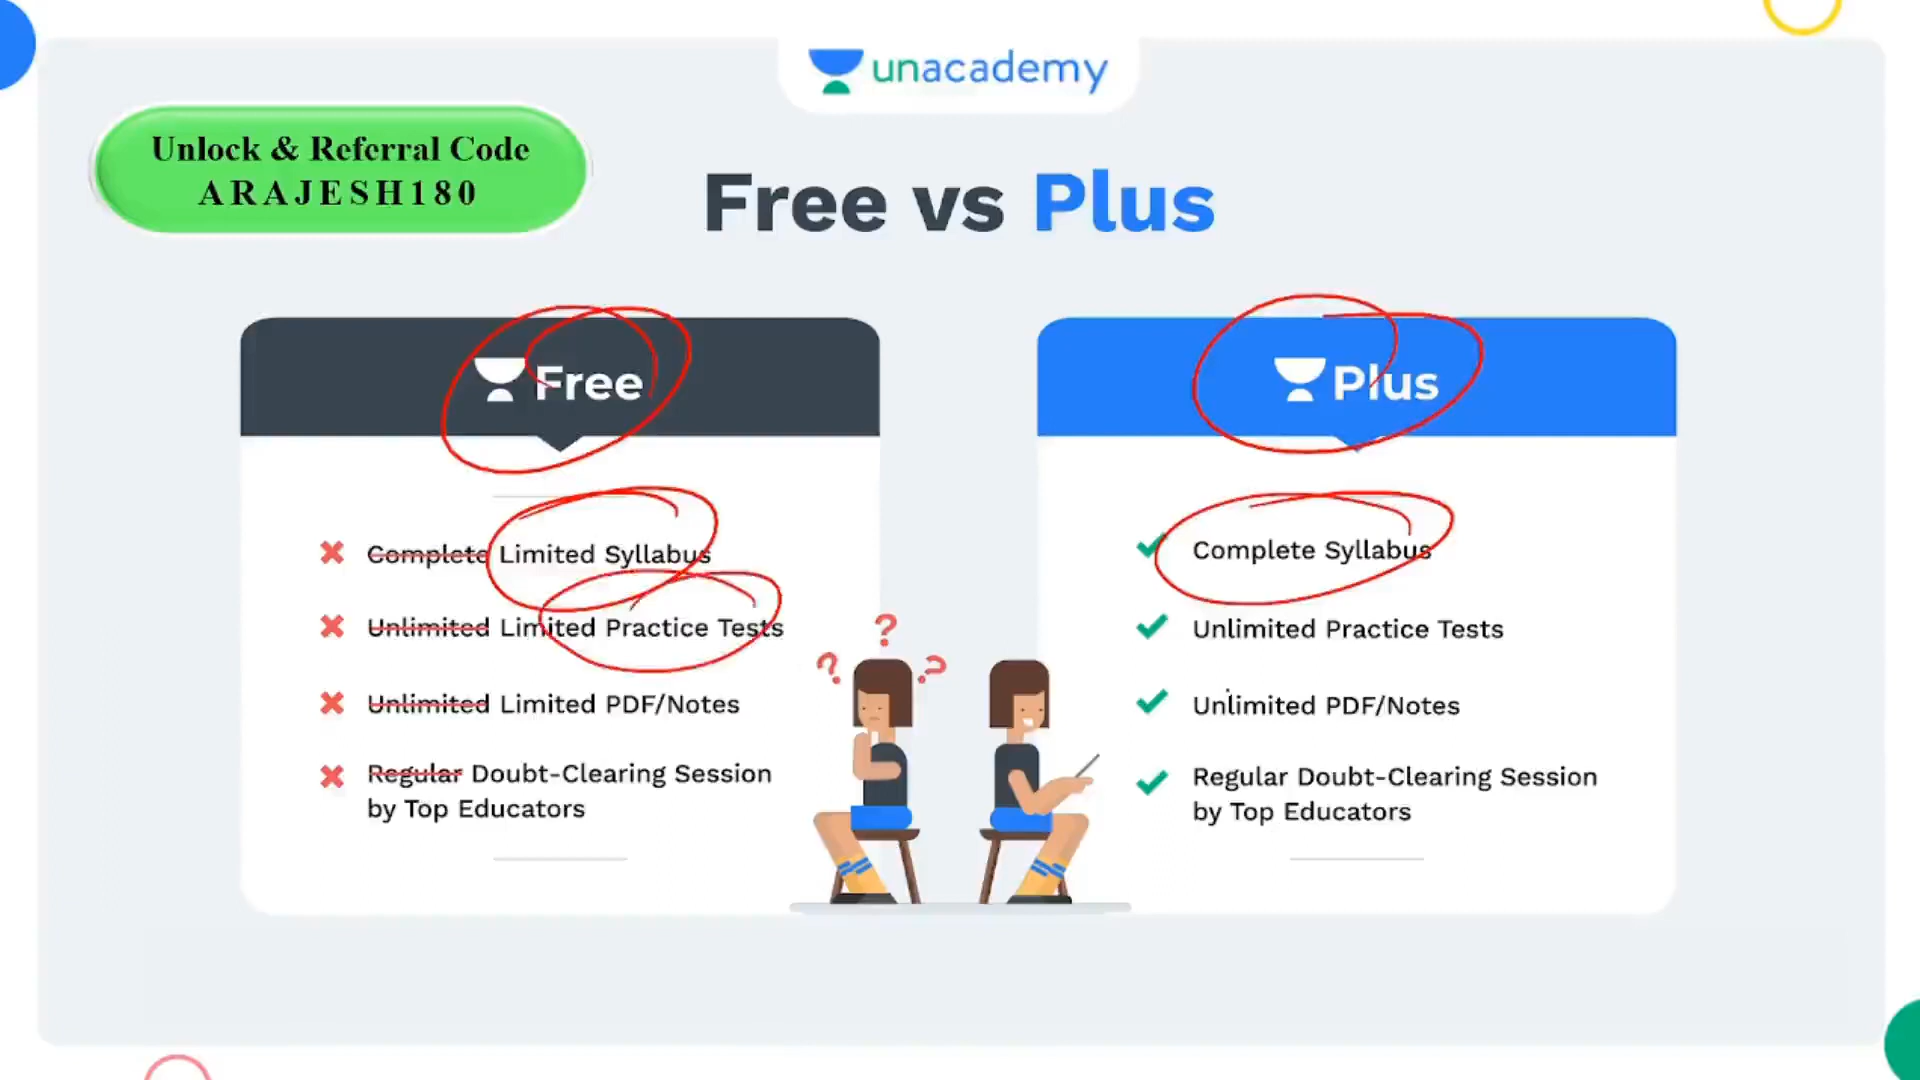 unacademy
Unlock & Referral Code
ARAJESH180
Free vs Plus
Free
Complete Limited Syllabus
Unlimited Limited Practice Tests
Unlimited Limited PDF/Notes
Regular Doubt-Clearing Session
by Top Educators
? ? ?
Plus
Complete Syllabus
Unlimited Practice Tests
Unlimited PDF/Notes
Regular Doubt-Clearing Session
by Top Educators